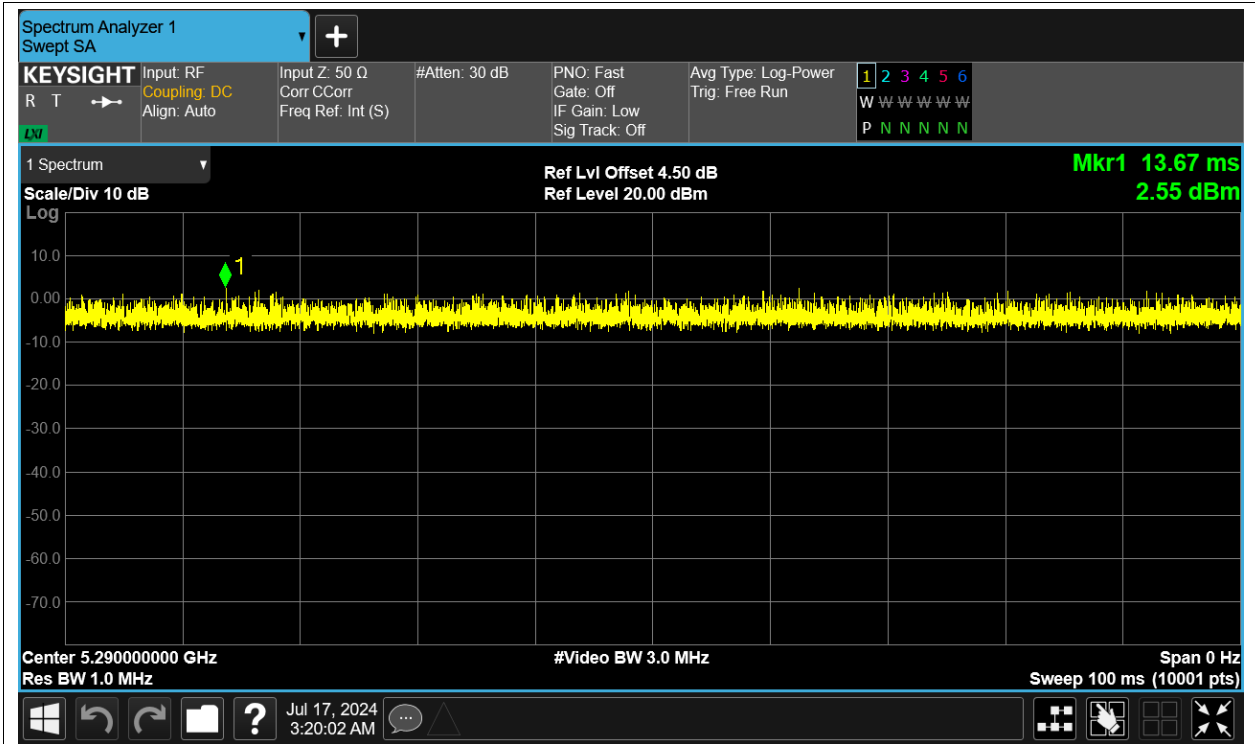 Spectrum Analyzer 1
Swept SA
+
KEYSIGHT
R T
LXI
Input: RF
Coupling: DC
Align: Auto
Input Z: 50 Ω
Corr CCorr
Freq Ref: Int (S)
#Atten: 30 dB
PNO: Fast
Gate: Off
IF Gain: Low
Sig Track: Off
Avg Type: Log-Power
Trig: Free Run
1 2 3 4 5 6
W W W W W W
P N N N N N
1 Spectrum
Scale/Div 10 dB
Log
Ref Lvl Offset 4.50 dB
Ref Level 20.00 dBm
Mkr1 13.67 ms
2.55 dBm
1
10.0
0.00
-10.0
-20.0
-30.0
-40.0
-50.0
-60.0
-70.0
Center 5.290000000 GHz
Res BW 1.0 MHz
#Video BW 3.0 MHz
Span 0 Hz
Sweep 100 ms (10001 pts)
?
Jul 17, 2024
3:20:02 AM